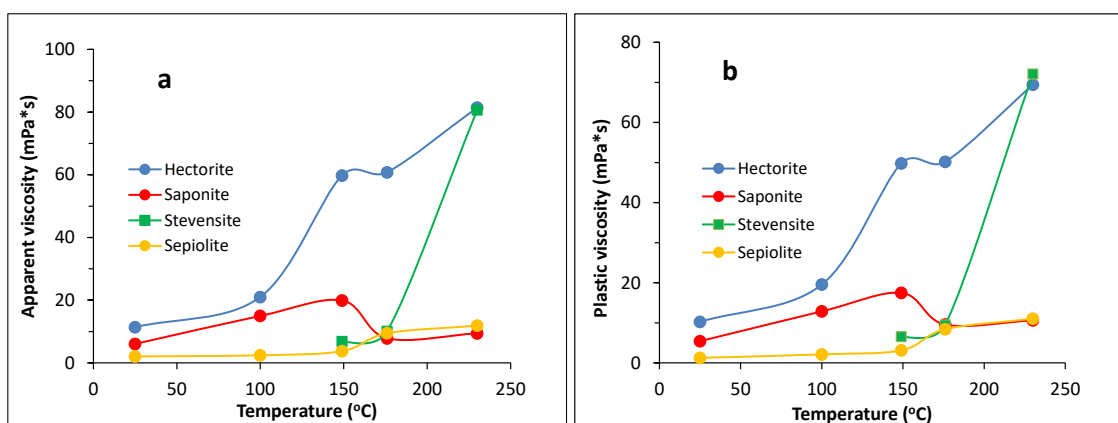 a
Apparent viscosity (mPa*s)
100
80
60
40
20
0
Hectorite
Saponite
Stevensite
Sepiolite
0 50 100 150 200 250
Temperature (ºC)
b
Plastic viscosity (mPa*s)
80
60
40
20
0
Hectorite
Saponite
Stevensite
Sepiolite
0 50 100 150 200 250
Temperature (ºC)